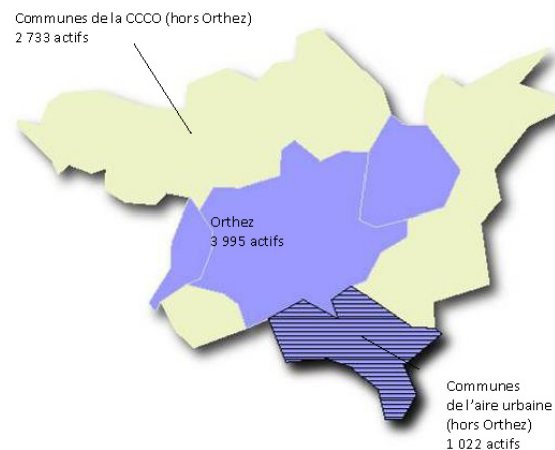 Communes de la CCCO (hors Orthez)
2 733 actifs
Orthez
3 995 actifs
Communes
de l'aire urbaine
(hors Orthez)
1 022 actifs